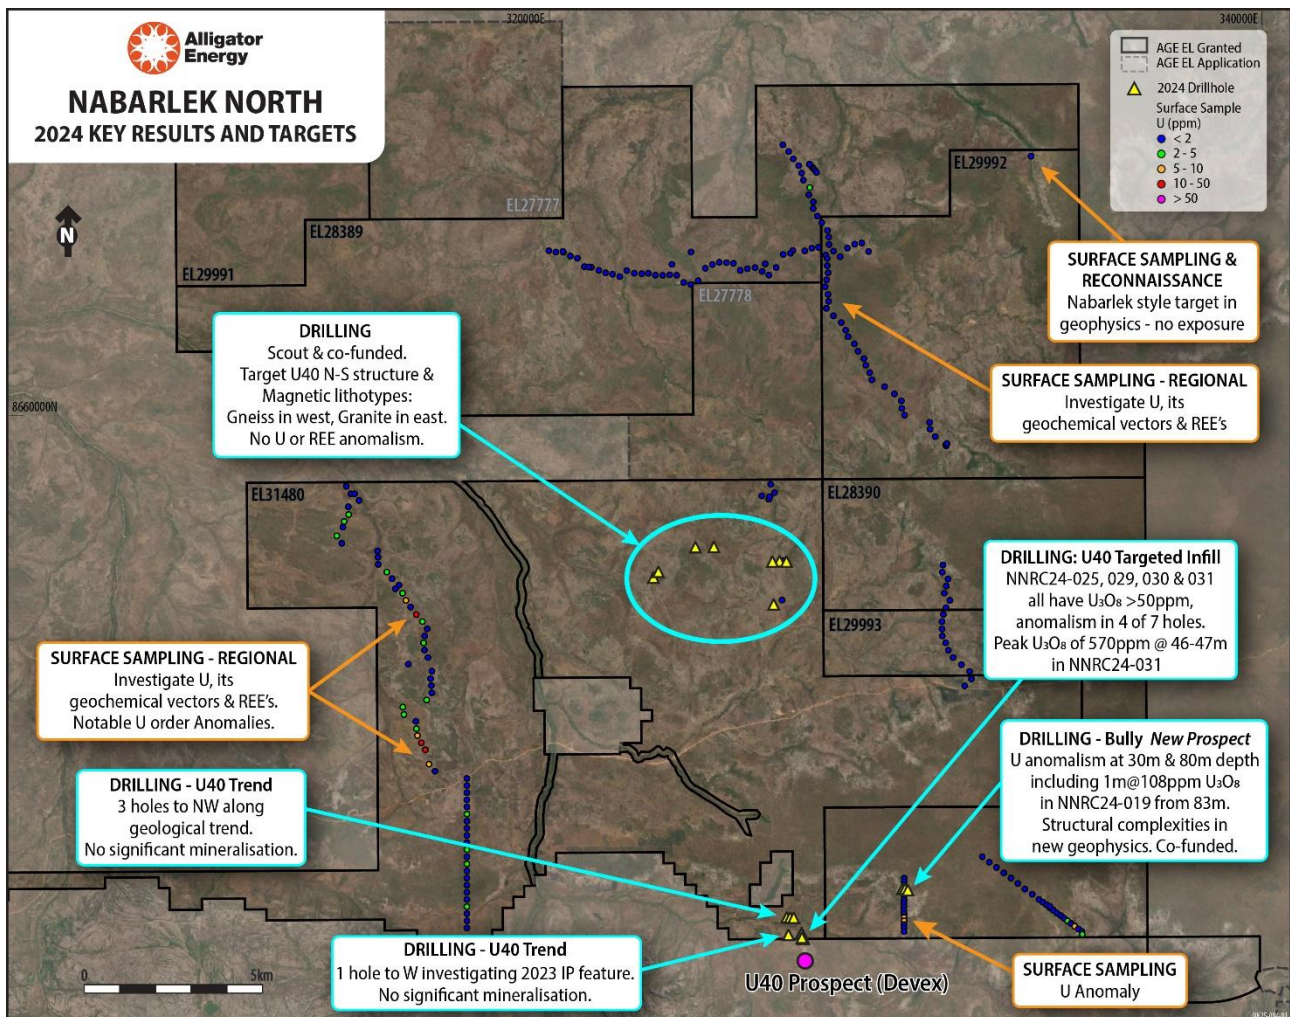 Alligator
Energy
NABARLEK NORTH
2024 KEY RESULTS AND TARGETS
320000E
340000E
AGE EL Granted
AGE EL Application
2024 Drillhole
Surface Sample
U (ppm)
< 2
2 - 5
5 - 10
10 - 50
> 50
N
EL27777
EL28389
EL29991
EL29992
EL27778
SURFACE SAMPLING &
RECONNAISSANCE
Nabarlek style target in
geophysics - no exposure
DRILLING
Scout & co-funded.
Target U40 N-S structure &
Magnetic lithotypes:
Gneiss in west, Granite in east.
No U or REE anomalism.
SURFACE SAMPLING - REGIONAL
Investigate U, its
geochemical vectors & REE's
8660000N
EL31480
EL28390
EL29993
DRILLING: U40 Targeted Infill
NNRC24-025, 029, 030 & 031
all have U₃O₈ >50ppm,
anomalism in 4 of 7 holes.
Peak U₃O₈ of 570ppm @ 46-47m
in NNRC24-031
SURFACE SAMPLING - REGIONAL
Investigate U, its
geochemical vectors & REE's.
Notable U order Anomalies.
DRILLING - Bully New Prospect
U anomalism at 30m & 80m depth
including 1m@108ppm U₃O₈
in NNRC24-019 from 83m.
Structural complexities in
new geophysics. Co-funded.
DRILLING - U40 Trend
3 holes to NW along
geological trend.
No significant mineralisation.
DRILLING - U40 Trend
1 hole to W investigating 2023 IP feature.
No significant mineralisation.
U40 Prospect (Devex)
SURFACE SAMPLING
U Anomaly
0
5km